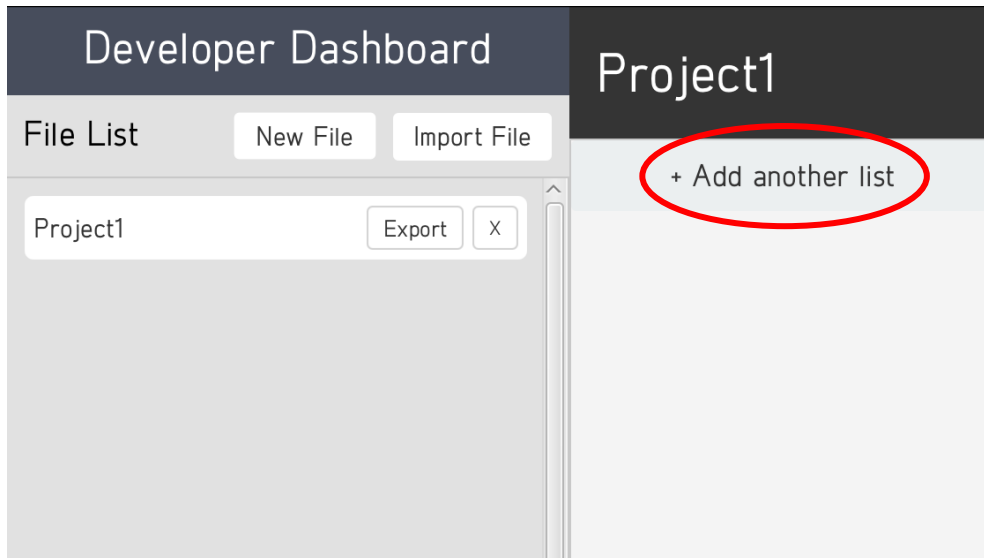 Developer Dashboard
File List
New File
Import File
Project1
Export
X
Project1
+ Add another list